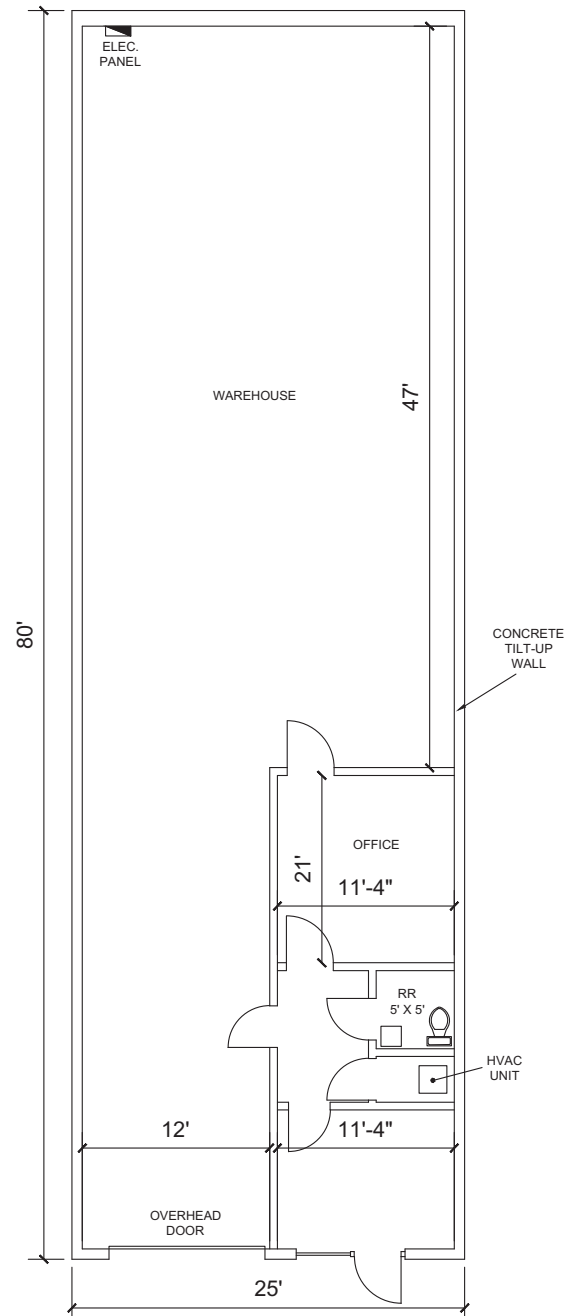 ELEC.
PANEL
WAREHOUSE
47'
80'
CONCRETE
TILT-UP
WALL
OFFICE
21'
11'-4"
RR
5' X 5'
HVAC
UNIT
12'
11'-4"
OVERHEAD
DOOR
25'